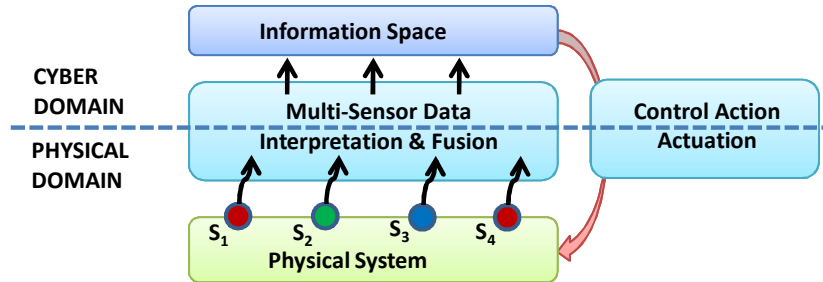 Information Space
CYBER
DOMAIN
Multi-Sensor Data
Interpretation & Fusion
Control Action
Actuation
PHYSICAL
DOMAIN
S1
S2
S3
S4
Physical System